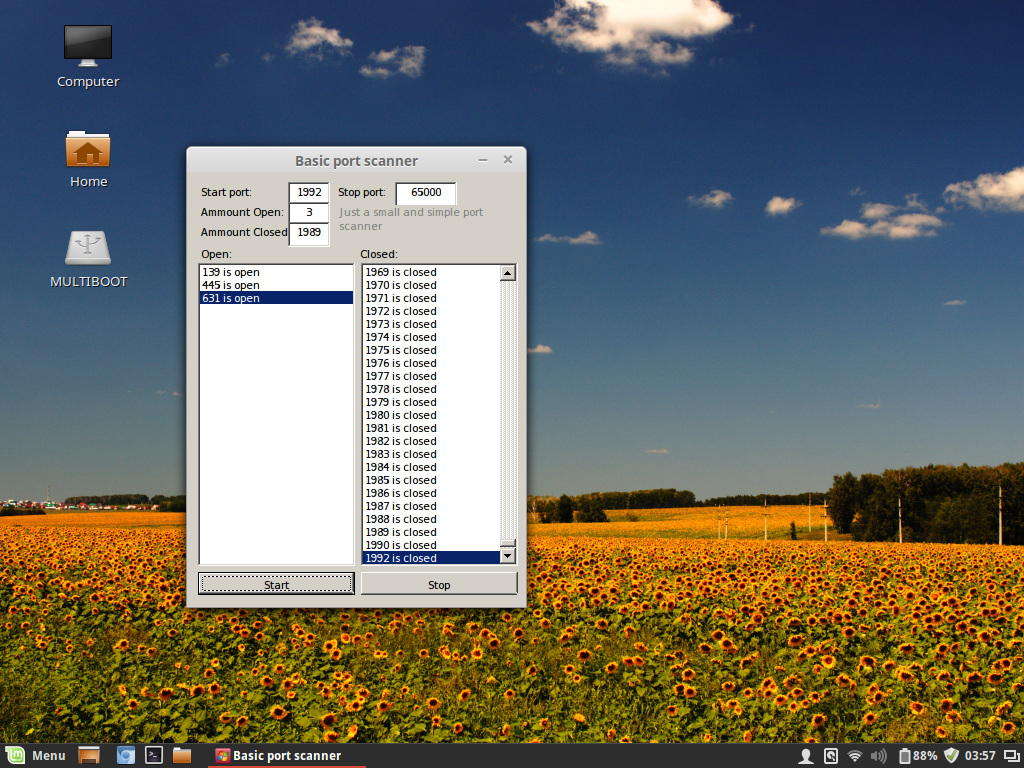 Computer
Home
MULTIBOOT
Basic port scanner
Start port: 1992 Stop port: 65000
Ammount Open: 3 Just a small and simple port
scanner
Ammount Closed 1989
Open: Closed:
139 is open
445 is open
631 is open
1969 is closed
1970 is closed
1971 is closed
1972 is closed
1973 is closed
1974 is closed
1975 is closed
1976 is closed
1977 is closed
1978 is closed
1979 is closed
1980 is closed
1981 is closed
1982 is closed
1983 is closed
1984 is closed
1985 is closed
1986 is closed
1987 is closed
1988 is closed
1989 is closed
1990 is closed
1992 is closed
Start Stop
Menu Basic port scanner 88% 03:57